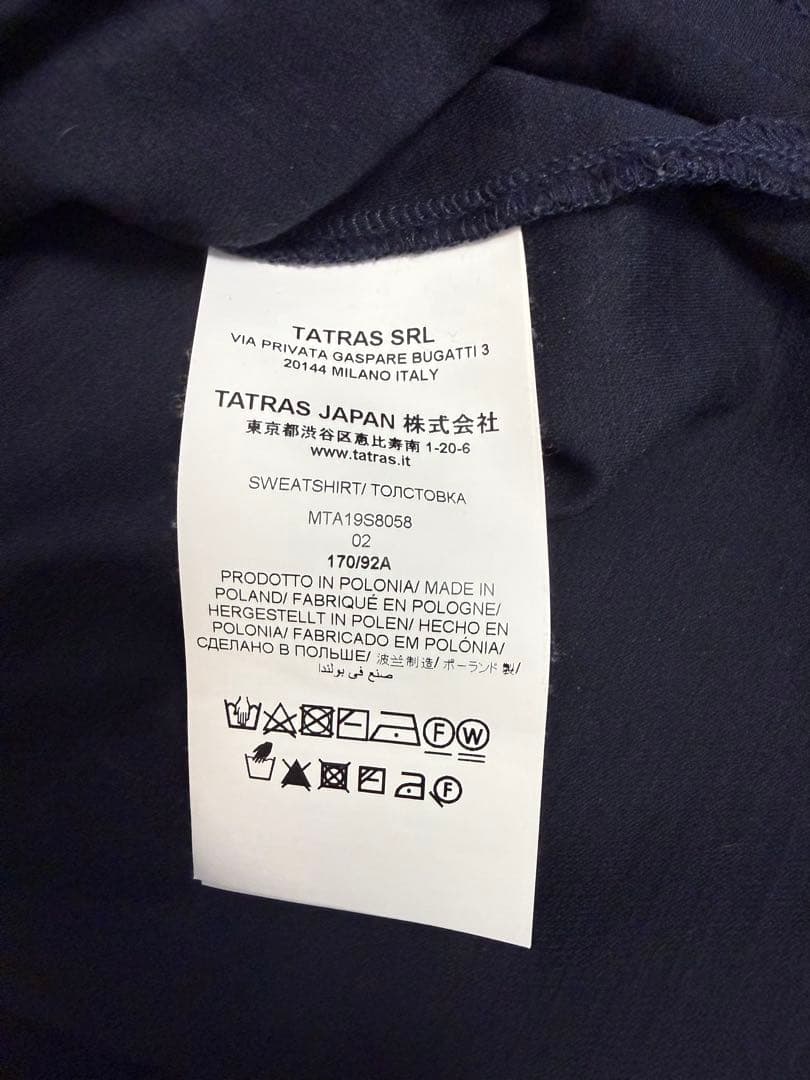 TATRAS SRL
VIA PRIVATA GASPARE BUGATTI 3
20144 MILANO ITALY
TATRAS JAPAN 株式会社
東京都渋谷区恵比寿南 1-20-6
www.tatras.it
SWEATSHIRT/ ТОЛСТОВКА
MTA19S8058
02
170/92A
PRODOTTO IN POLONIA/ MADE IN
POLAND/ FABRIQUÉ EN POLOGNE/
HERGESTELLT IN POLEN/ HECHO EN
POLONIA/ FABRICADO EM POLÓNIA/
СДЕЛАНО В ПОЛЬШЕ/ 波兰制造/ ポーランド 製/
صنع في بولندا
F W
F